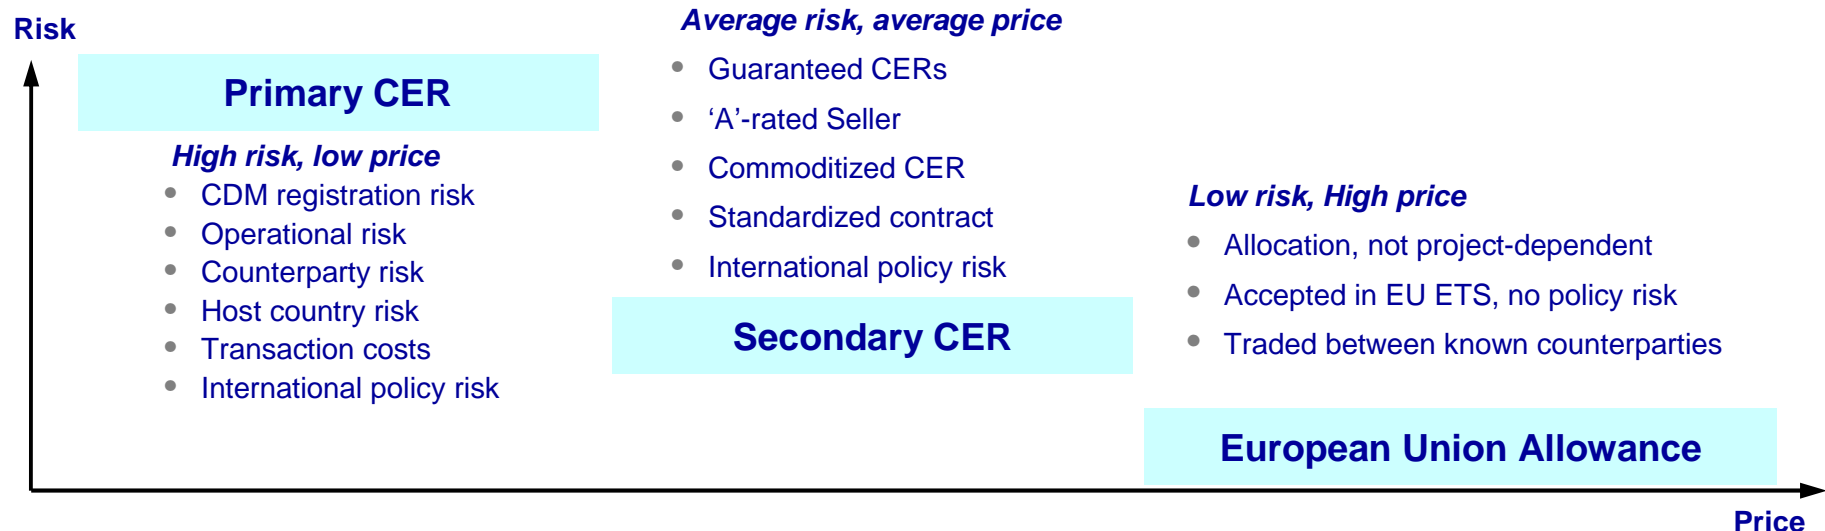 Risk
Primary CER
High risk, low price
• CDM registration risk
• Operational risk
• Counterparty risk
• Host country risk
• Transaction costs
• International policy risk
Average risk, average price
• Guaranteed CERs
• ‘A’-rated Seller
• Commoditized CER
• Standardized contract
• International policy risk
Secondary CER
Low risk, High price
• Allocation, not project-dependent
• Accepted in EU ETS, no policy risk
• Traded between known counterparties
European Union Allowance
Price